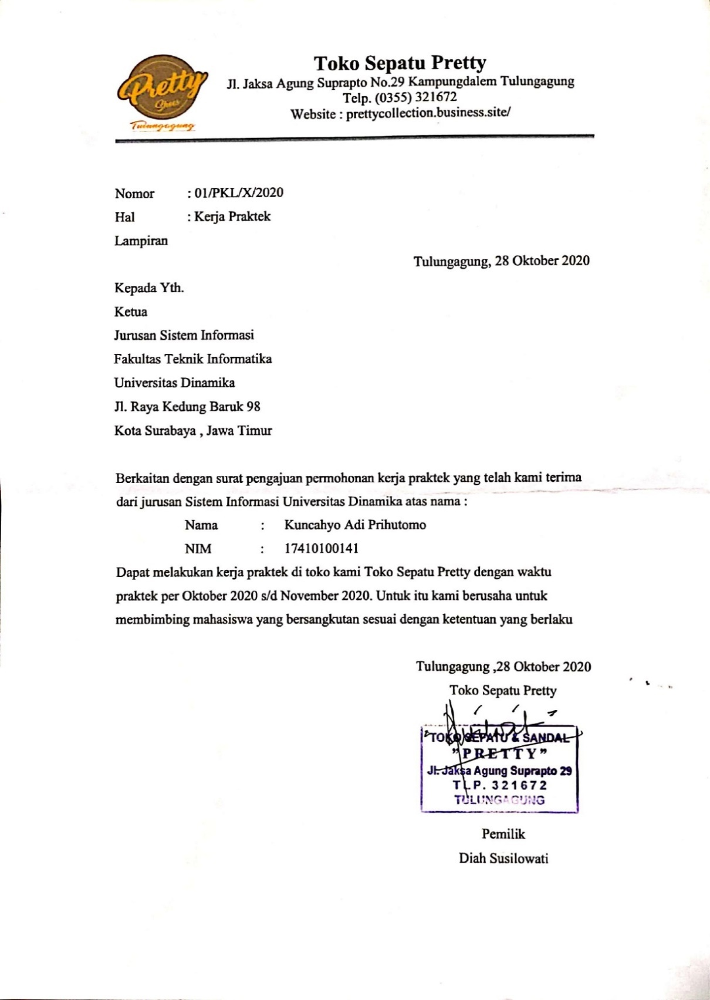 Pretty
Shoes
Tulungagung
Toko Sepatu Pretty
Jl. Jaksa Agung Suprapto No.29 Kampungdalem Tulungagung
Telp. (0355) 321672
Website : prettycollection.business.site/
Nomor : 01/PKL/X/2020
Hal : Kerja Praktek
Lampiran
Tulungagung, 28 Oktober 2020
Kepada Yth.
Ketua
Jurusan Sistem Informasi
Fakultas Teknik Informatika
Universitas Dinamika
Jl. Raya Kedung Baruk 98
Kota Surabaya , Jawa Timur
Berkaitan dengan surat pengajuan permohonan kerja praktek yang telah kami terima
dari jurusan Sistem Informasi Universitas Dinamika atas nama :
Nama : Kuncahyo Adi Prihutomo
NIM : 17410100141
Dapat melakukan kerja praktek di toko kami Toko Sepatu Pretty dengan waktu
praktek per Oktober 2020 s/d November 2020. Untuk itu kami berusaha untuk
membimbing mahasiswa yang bersangkutan sesuai dengan ketentuan yang berlaku
Tulungagung ,28 Oktober 2020
Toko Sepatu Pretty
TOKO SEPATU & SANDAL
"PRETTY"
Jl. Jaksa Agung Suprapto 29
TLP. 321672
TULUNGAGUNG
Pemilik
Diah Susilowati